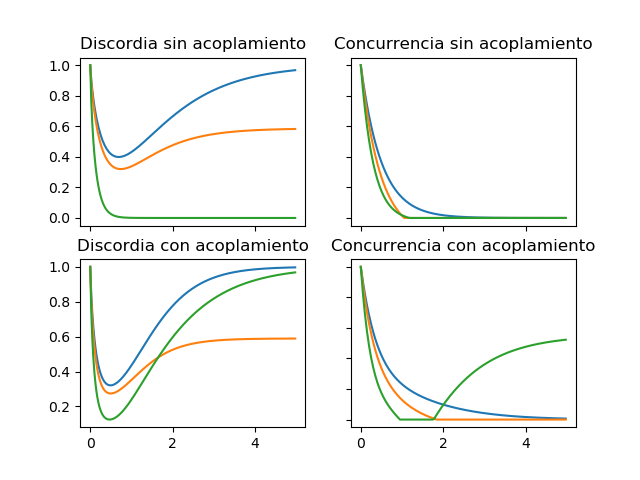 Discordia sin acoplamiento
Concurrencia sin acoplamiento
1.0
0.8
0.6
0.4
0.2
0.0
Discordia con acoplamiento
Concurrencia con acoplamiento
1.0
0.8
0.6
0.4
0.2
0 2 4
0 2 4